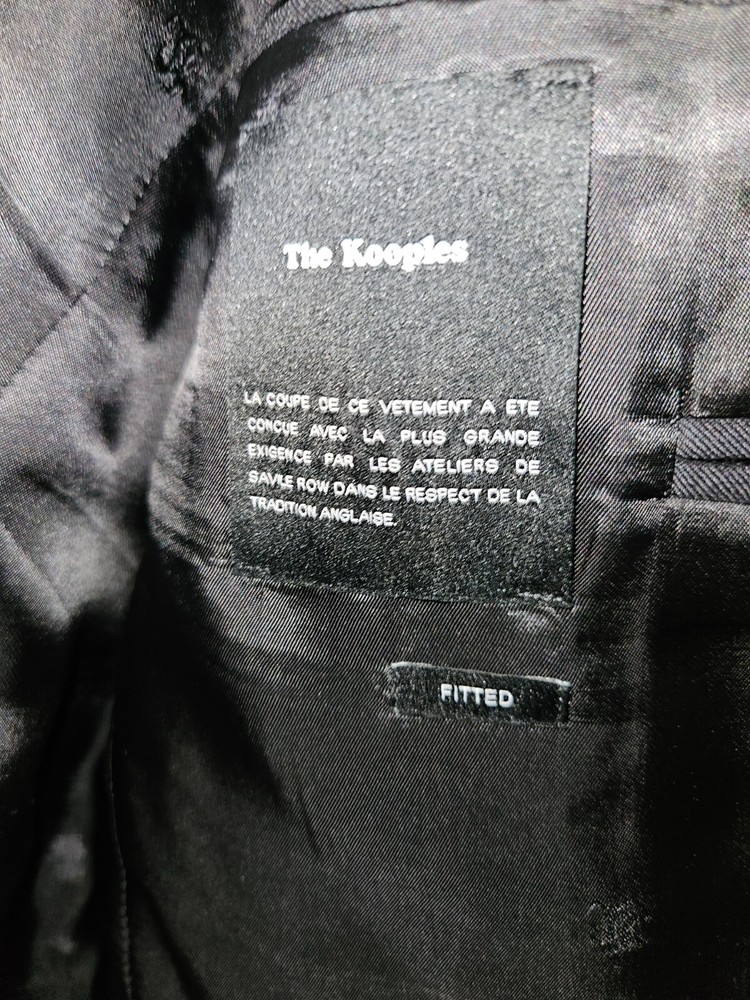 The Kooples
LA COUPE DE CE VETEMENT A ETE
CONCUE AVEC LA PLUS GRANDE
EXIGENCE PAR LES ATELIERS DE
SAVILE ROW DANS LE RESPECT DE LA
TRADITION ANGLAISE.
FITTED